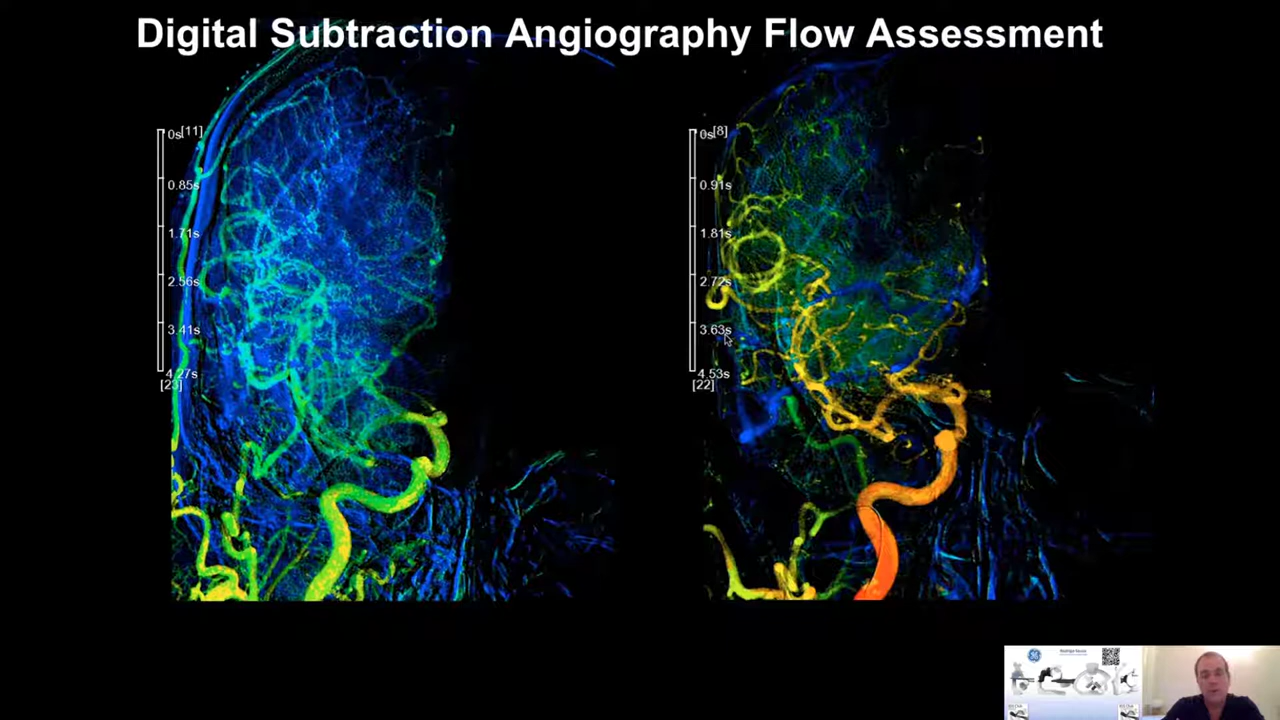 Digital Subtraction Angiography Flow Assessment
0s[11]
0.85s
1.71s
2.56s
3.41s
4.27s
[23]
0s[8]
0.91s
1.81s
2.72s
3.63s
4.53s
[22]